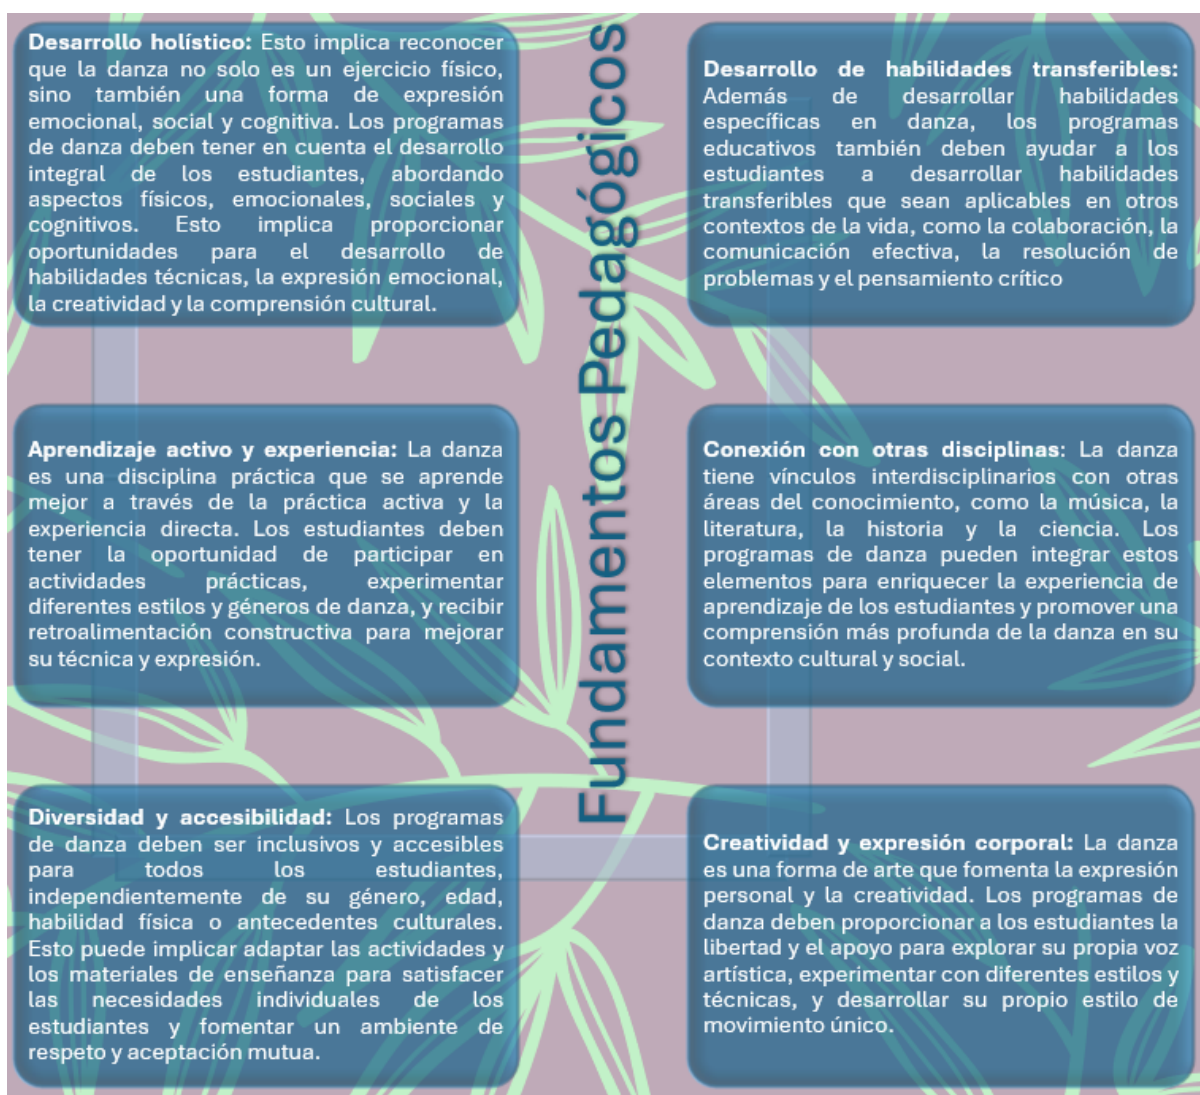 Desarrollo holístico: Esto implica reconocer
que la danza no solo es un ejercicio físico,
sino también una forma de expresión
emocional, social y cognitiva. Los programas
de danza deben tener en cuenta el desarrollo
integral de los estudiantes, abordando
aspectos físicos, emocionales, sociales y
cognitivos. Esto implica proporcionar
oportunidades para el desarrollo de
habilidades técnicas, la expresión emocional,
la creatividad y la comprensión cultural.
Aprendizaje activo y experiencia: La danza
es una disciplina práctica que se aprende
mejor a través de la práctica activa y la
experiencia directa. Los estudiantes deben
tener la oportunidad de participar en
actividades prácticas, experimentar
diferentes estilos y géneros de danza, y recibir
retroalimentación constructiva para mejorar
su técnica y expresión.
Diversidad y accesibilidad: Los programas
de danza deben ser inclusivos y accesibles
para todos los estudiantes,
independientemente de su género, edad,
habilidad física o antecedentes culturales.
Esto puede implicar adaptar las actividades y
los materiales de enseñanza para satisfacer
las necesidades individuales de los
estudiantes y fomentar un ambiente de
respeto y aceptación mutua.
Fundamentos Pedagógicos
Desarrollo de habilidades transferibles:
Además de desarrollar habilidades
específicas en danza, los programas
educativos también deben ayudar a los
estudiantes a desarrollar habilidades
transferibles que sean aplicables en otros
contextos de la vida, como la colaboración, la
comunicación efectiva, la resolución de
problemas y el pensamiento crítico
Conexión con otras disciplinas: La danza
tiene vínculos interdisciplinarios con otras
áreas del conocimiento, como la música, la
literatura, la historia y la ciencia. Los
programas de danza pueden integrar estos
elementos para enriquecer la experiencia de
aprendizaje de los estudiantes y promover una
comprensión más profunda de la danza en su
contexto cultural y social.
Creatividad y expresión corporal: La danza
es una forma de arte que fomenta la expresión
personal y la creatividad. Los programas de
danza deben proporcionar a los estudiantes la
libertad y el apoyo para explorar su propia voz
artística, experimentar con diferentes estilos y
técnicas, y desarrollar su propio estilo de
movimiento único.